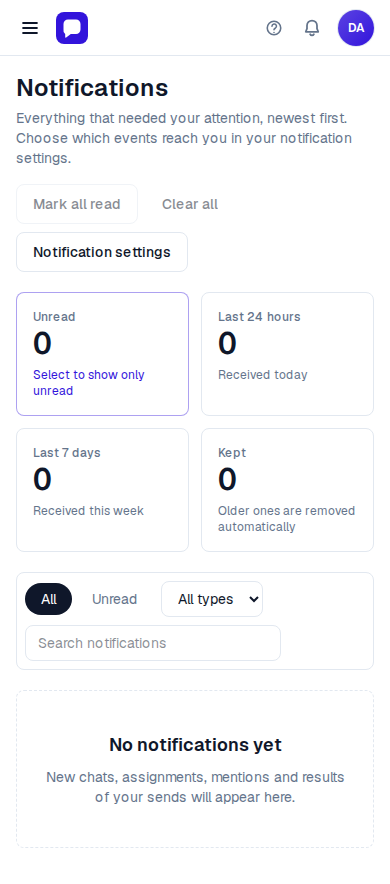 DA
Notifications
Everything that needed your attention, newest first.
Choose which events reach you in your notification
settings.
Mark all read
Clear all
Notification settings
Unread
0
Select to show only
unread
Last 24 hours
0
Received today
Last 7 days
0
Received this week
Kept
0
Older ones are removed
automatically
All
Unread
All types
Search notifications
No notifications yet
New chats, assignments, mentions and results
of your sends will appear here.